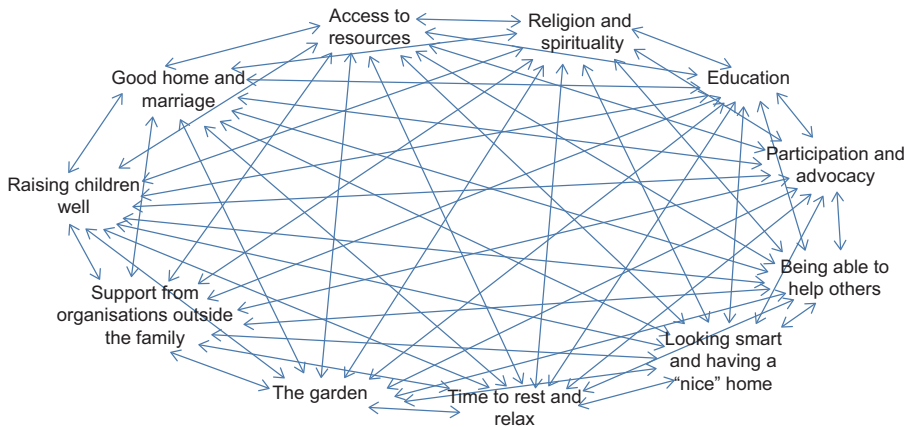 Access to
resources
Religion and
spirituality
Good home and
marriage
Education
Participation and
advocacy
Raising children
well
Being able to
help others
Support from
organisations outside
the family
Looking smart
and having a
“nice” home
The garden
Time to rest and
relax